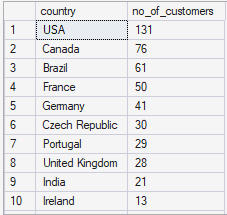 country no_of_customers
1 USA 131
2 Canada 76
3 Brazil 61
4 France 50
5 Germany 41
6 Czech Republic 30
7 Portugal 29
8 United Kingdom 28
9 India 21
10 Ireland 13